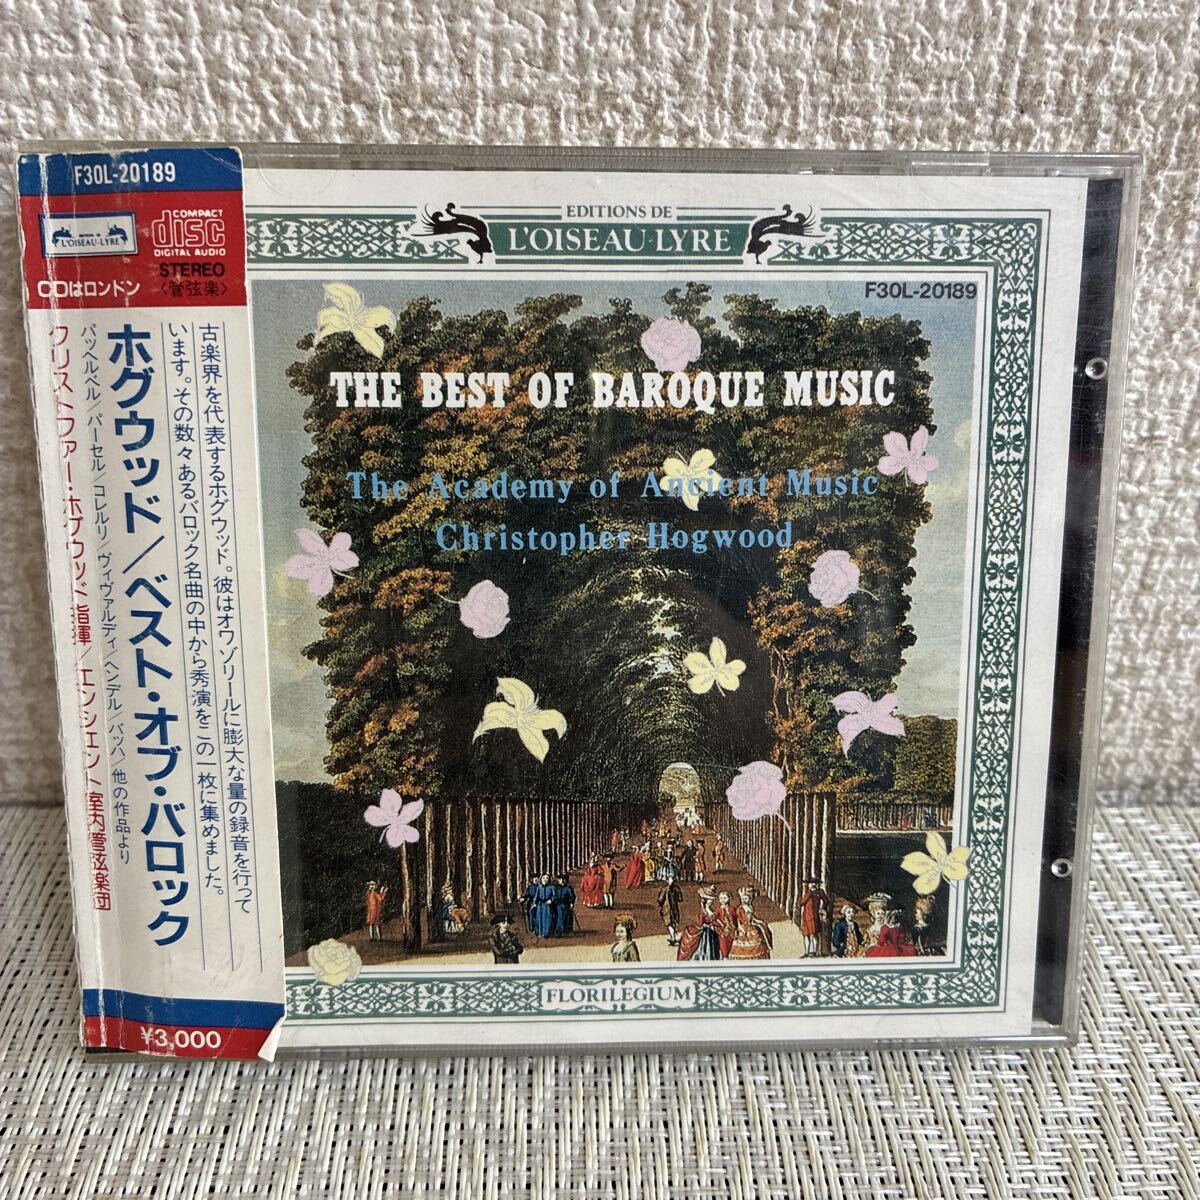 F30L-20189
EDITIONS DE
L'OISEAU-LYRE
COMPACT
disc
DIGITAL AUDIO
STEREO
CDはロンドン
〈管弦楽〉
古楽界を代表するホグウッド。彼はオワゾリールに膨大な量の録音を行って
います。その数々あるバロック名曲の中から秀演をこの一枚に集めました。
ホグウッド/ベスト・オブ・バロック
パッヘルベル/パーセル/コレルリ/ヴィヴァルディ/ヘンデル/バッハ/他の作品より
クリストファー・ホグウッド指揮/エンシェント室内管弦楽団
¥3,000
EDITIONS DE
L'OISEAU-LYRE
F30L-20189
THE BEST OF BAROQUE MUSIC
The Academy of Ancient Music
Christopher Hogwood
FLORILEGIUM